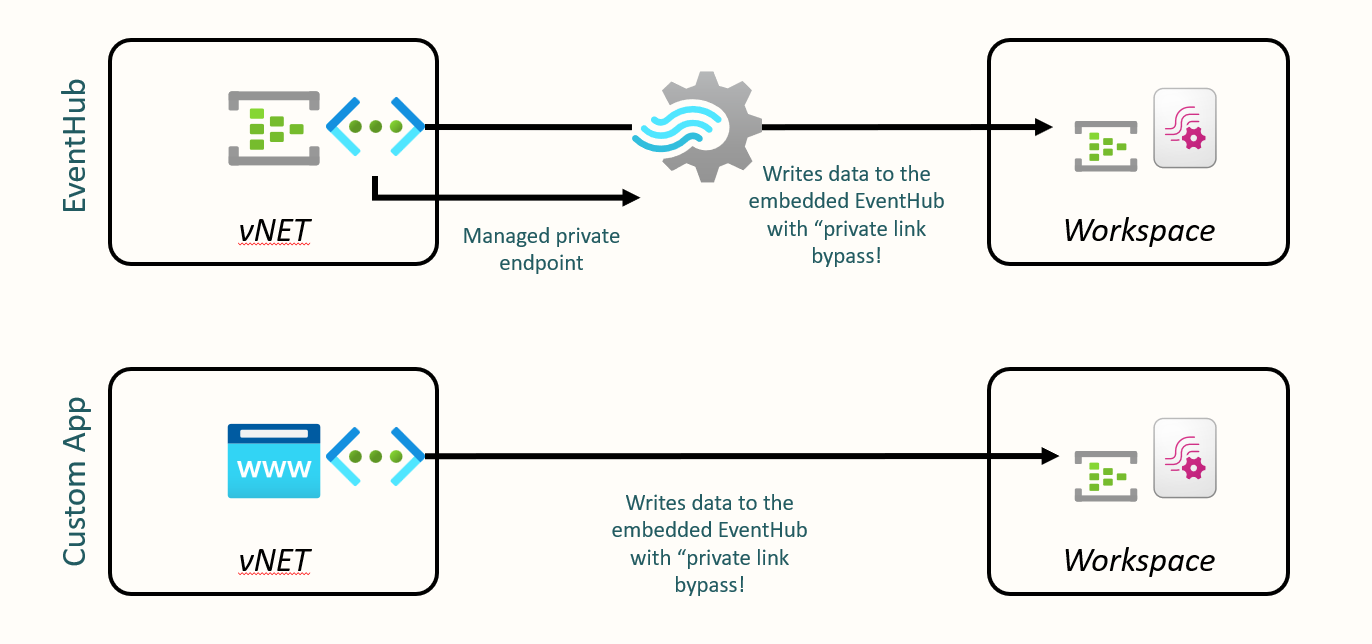 EventHub
vNET
Managed private
endpoint
Writes data to the
embedded EventHub
with “private link
bypass!
Workspace
Custom App
www
vNET
Writes data to the
embedded EventHub
with “private link
bypass!
Workspace